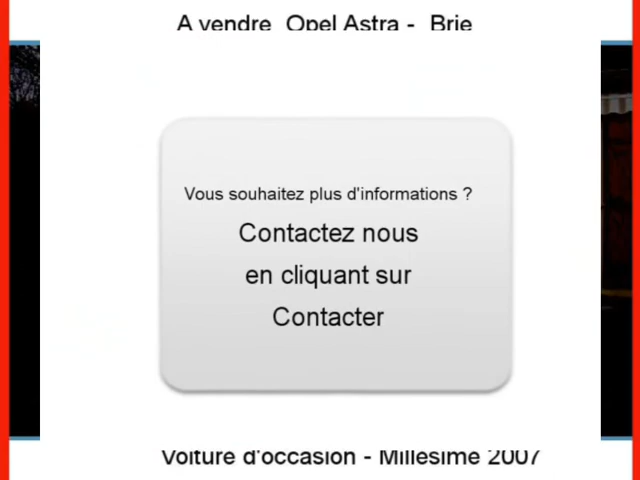 A vendre Opel Astra - Brie
Vous souhaitez plus d'informations ?
Contactez nous
en cliquant sur
Contacter
Voiture d'occasion - Millesime 2007